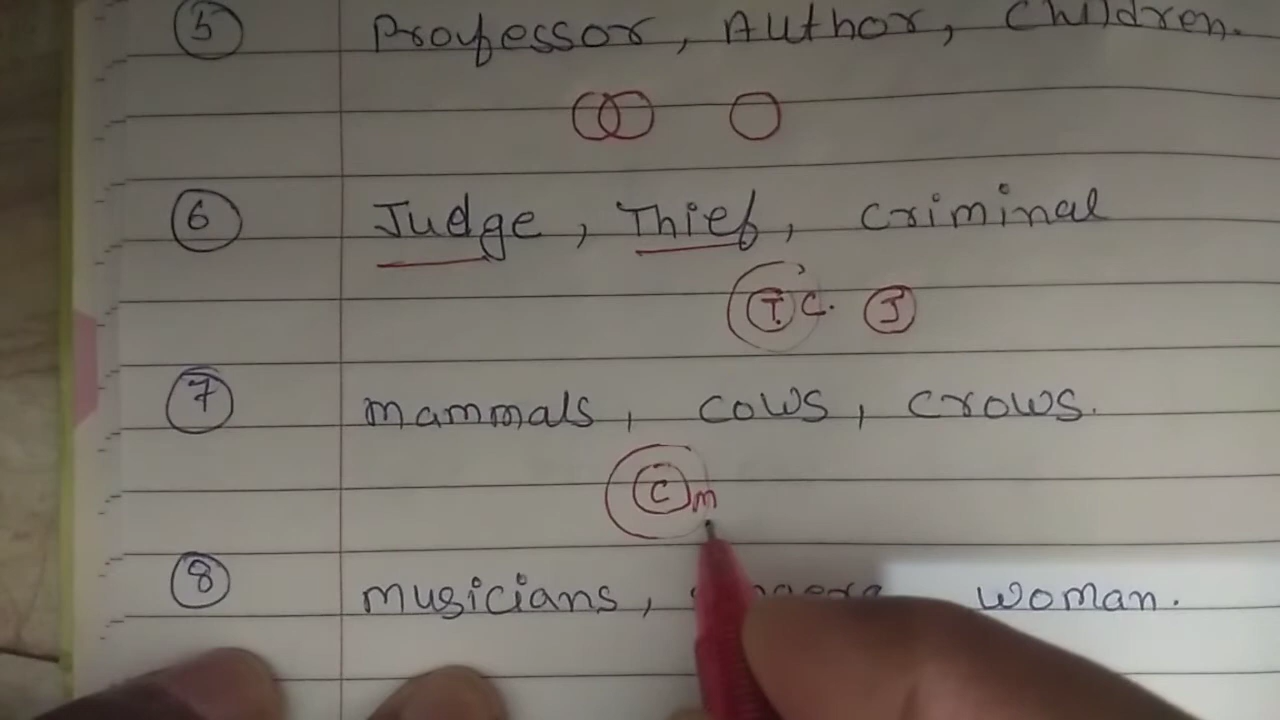 5 Professor, Author, Children.
6 Judge, Thief, Criminal
T. C. J
7 mammals, cows, crows.
C m
8 musicians, woman.